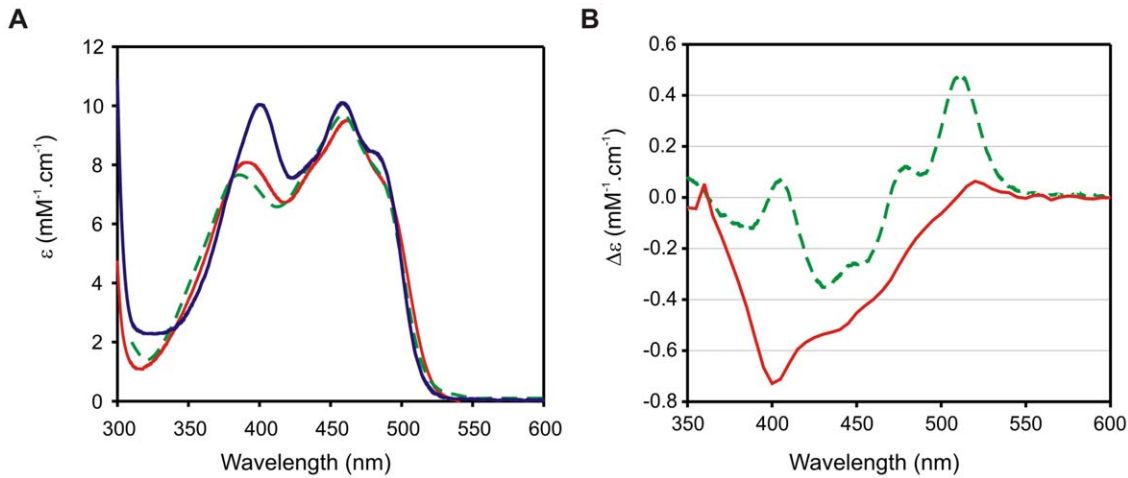 A
12
10
8
6
4
2
0
ε (mM⁻¹.cm⁻¹)
300 350 400 450 500 550 600
Wavelength (nm)
B
0.6
0.4
0.2
0.0
-0.2
-0.4
-0.6
-0.8
Δε (mM⁻¹.cm⁻¹)
350 400 450 500 550 600
Wavelength (nm)